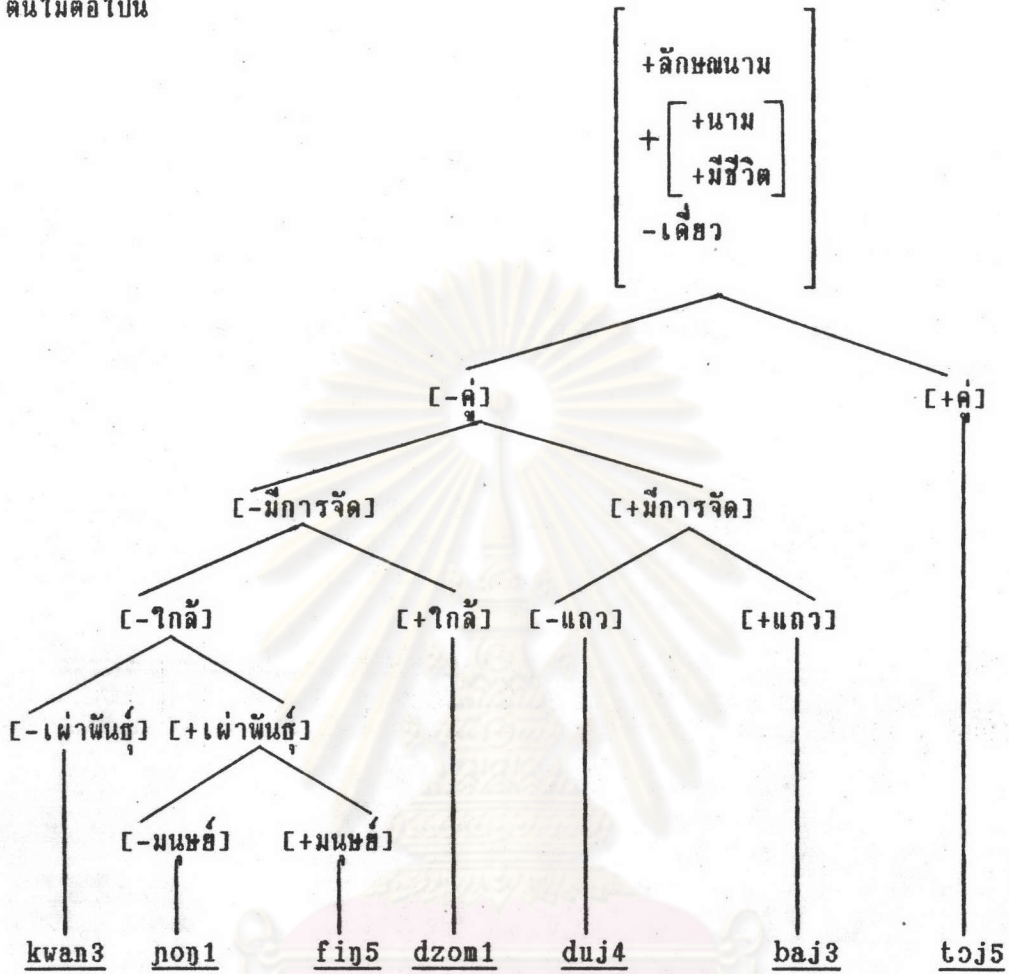 ต้นไม้ต่อไปนี้
+ลักษณนาม
+นาม
+
+มีชีวิต
-เดี่ยว
[-คู่] [+คู่]
[-มีการจัด] [+มีการจัด]
[-ใกล้] [+ใกล้] [-แถว] [+แถว]
[-เผ่าพันธุ์] [+เผ่าพันธุ์]
[-มนุษย์] [+มนุษย์]
kwan3 ɲoŋ1 fiŋ5 dzom1 duj4 baj3 tɔj5